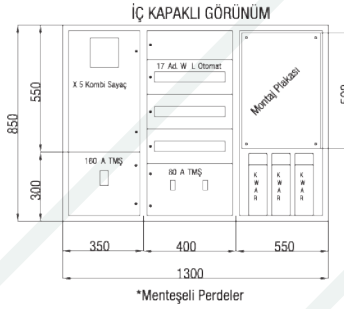 İÇ KAPAKLI GÖRÜNÜM
X 5 Kombi Sayaç
17 Ad. W L Otomat
Montaj Plakası
160 A TMŞ
80 A TMŞ
KWAR
KWAR
KWAR
850
550
300
500
350
400
550
1300
*Menteşeli Perdeler